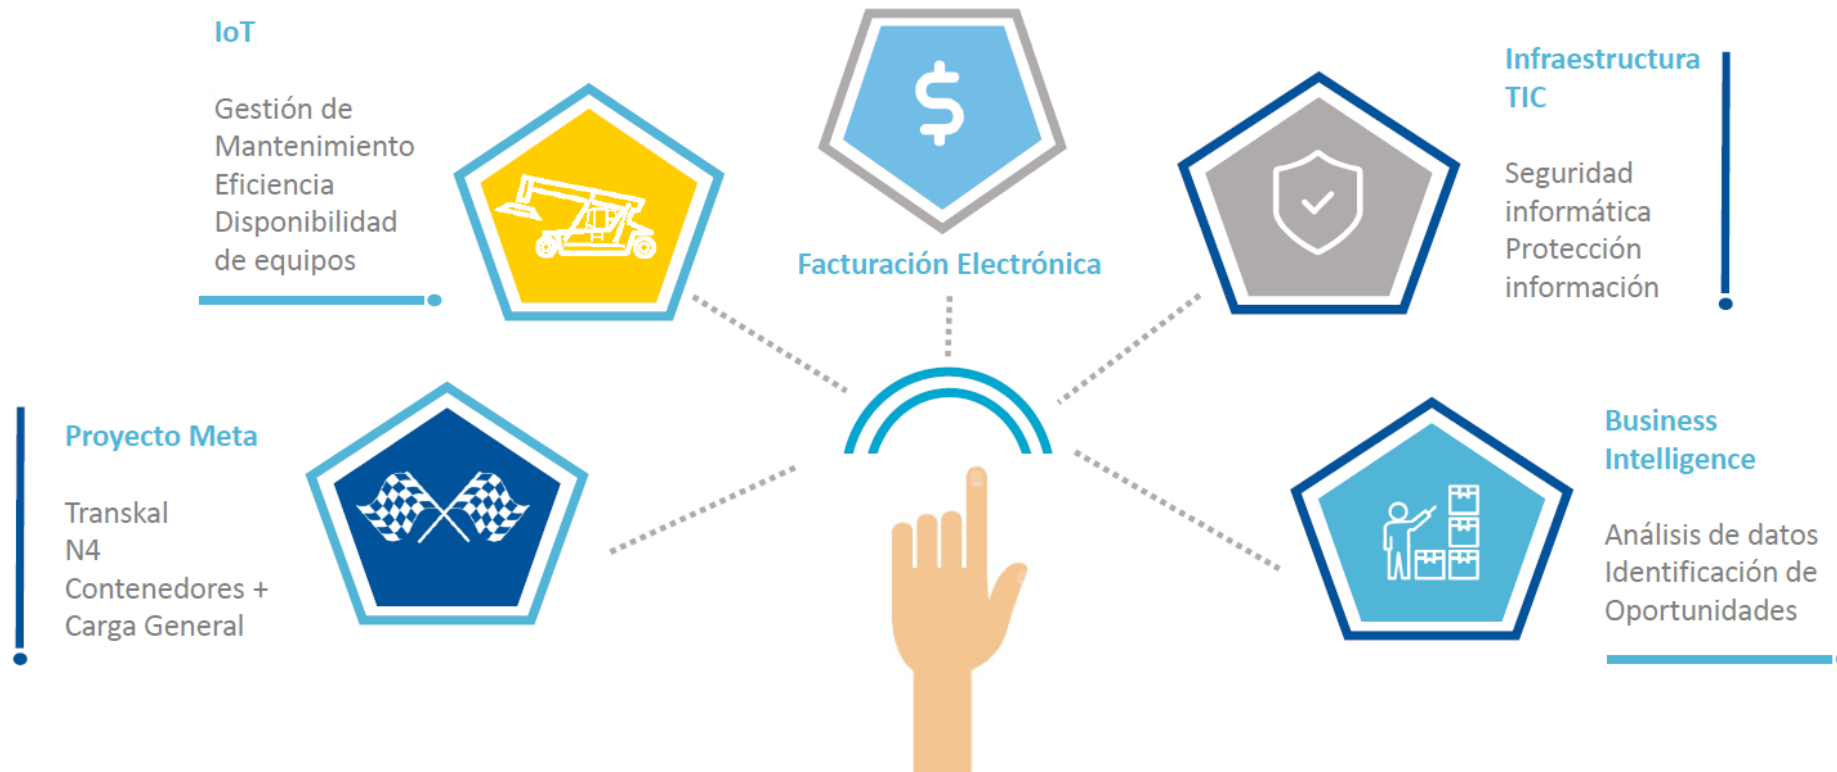 IoT
Gestión de
Mantenimiento
Eficiencia
Disponibilidad
de equipos
$
Facturación Electrónica
Infraestructura
TIC
Seguridad
informática
Protección
información
Proyecto Meta
Transkal
N4
Contenedores +
Carga General
Business
Intelligence
Análisis de datos
Identificación de
Oportunidades